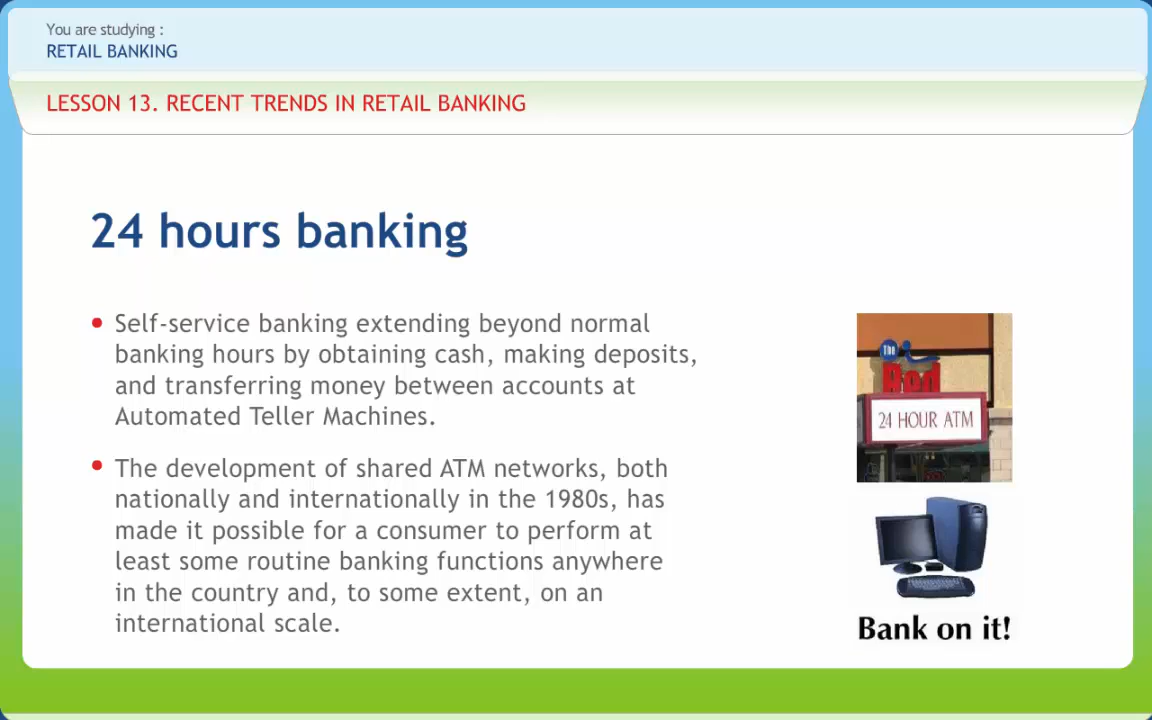 You are studying :
RETAIL BANKING
LESSON 13. RECENT TRENDS IN RETAIL BANKING
24 hours banking
• Self-service banking extending beyond normal
banking hours by obtaining cash, making deposits,
and transferring money between accounts at
Automated Teller Machines.
• The development of shared ATM networks, both
nationally and internationally in the 1980s, has
made it possible for a consumer to perform at
least some routine banking functions anywhere
in the country and, to some extent, on an
international scale.
The
Red
24 HOUR ATM
Bank on it!